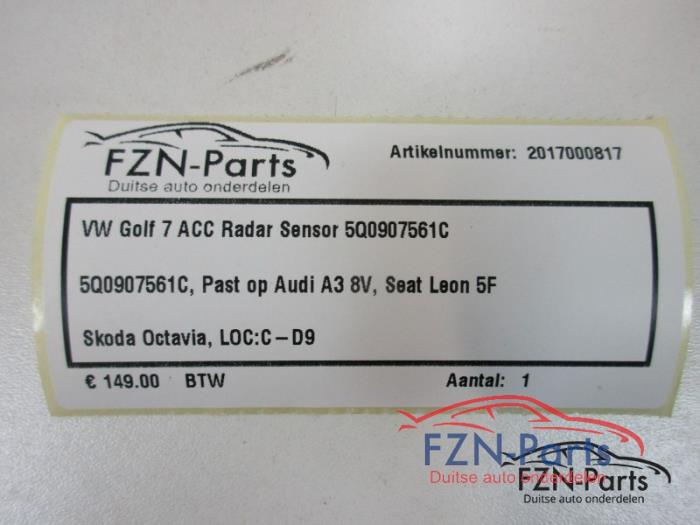 FZN-Parts
Duitse auto onderdelen
Artikelnummer: 2017000817
VW Golf 7 ACC Radar Sensor 5Q0907561C
5Q0907561C, Past op Audi A3 8V, Seat Leon 5F
Skoda Octavia, LOC:C-D9
€ 149.00 BTW
Aantal: 1
FZN-Parts
Duitse auto onderdelen
FZN-Parts
Duitse auto onderdelen